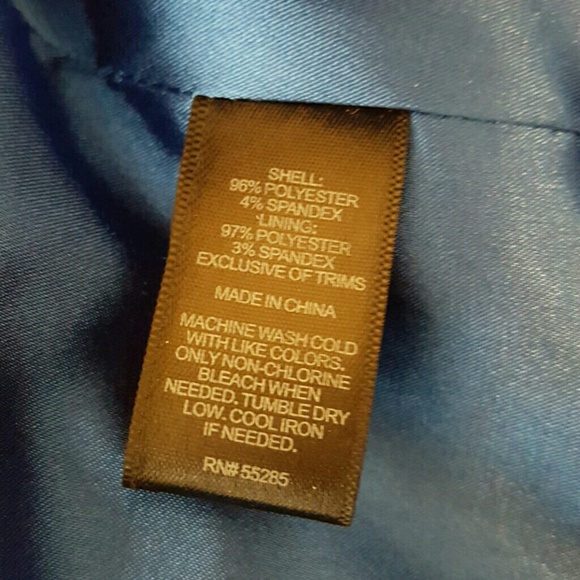 SHELL:
96% POLYESTER
4% SPANDEX
LINING:
97% POLYESTER
3% SPANDEX
EXCLUSIVE OF TRIMS
MADE IN CHINA
MACHINE WASH COLD
WITH LIKE COLORS.
ONLY NON-CHLORINE
BLEACH WHEN
NEEDED. TUMBLE DRY
LOW. COOL IRON
IF NEEDED.
RN# 55285